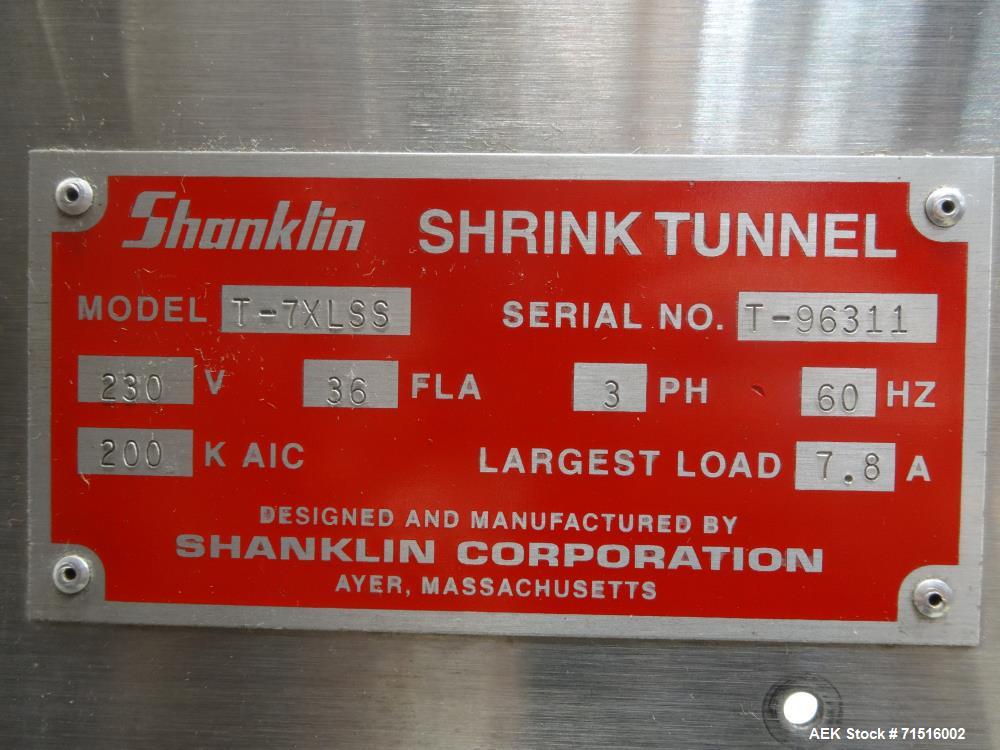 Shanklin SHRINK TUNNEL
MODEL T-7XLSS SERIAL NO. T-96311
230 V 36 FLA 3 PH 60 HZ
200 K AIC LARGEST LOAD 7.8 A
DESIGNED AND MANUFACTURED BY
SHANKLIN CORPORATION
AYER, MASSACHUSETTS
AEK Stock #71516002